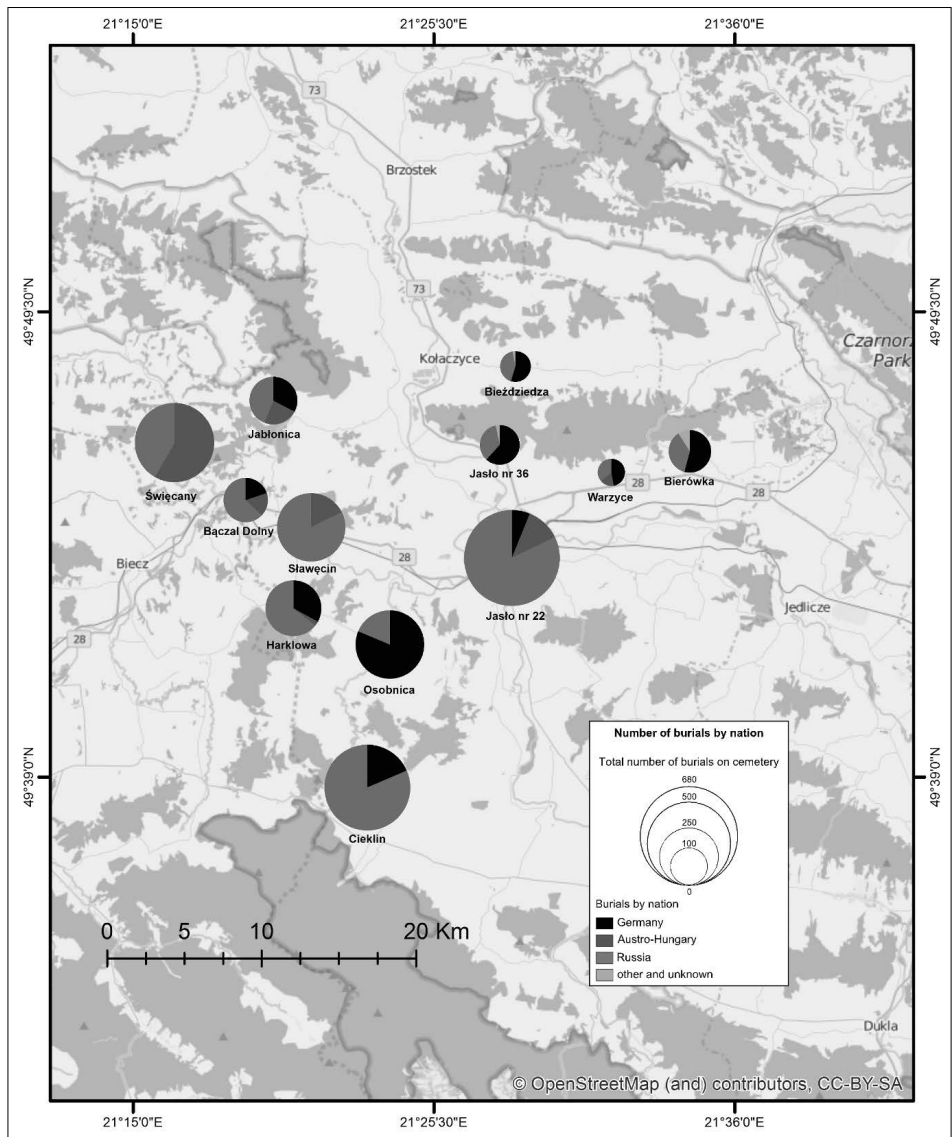 21°15'0"E 21°25'30"E 21°36'0"E
73
Brzostek
73
49°49'30"N 49°49'30"N
Kołaczyce
Bieździedza
Jabłonica
Święcany
Jasło nr 36
Warzyce
28
Bierówka
28
Bączal Dolny
Sławęcin
28
Biecz
Jasło nr 22
Jedlicze
Harklowa
28
Osobnica
Cieklin
49°39'0"N 49°39'0"N
Number of burials by nation
Total number of burials on cemetery
680
500
250
100
0
Burials by nation
Germany
Austro-Hungary
Russia
other and unknown
0 5 10 20 Km
Dukla
© OpenStreetMap (and) contributors, CC-BY-SA
21°15'0"E 21°25'30"E 21°36'0"E